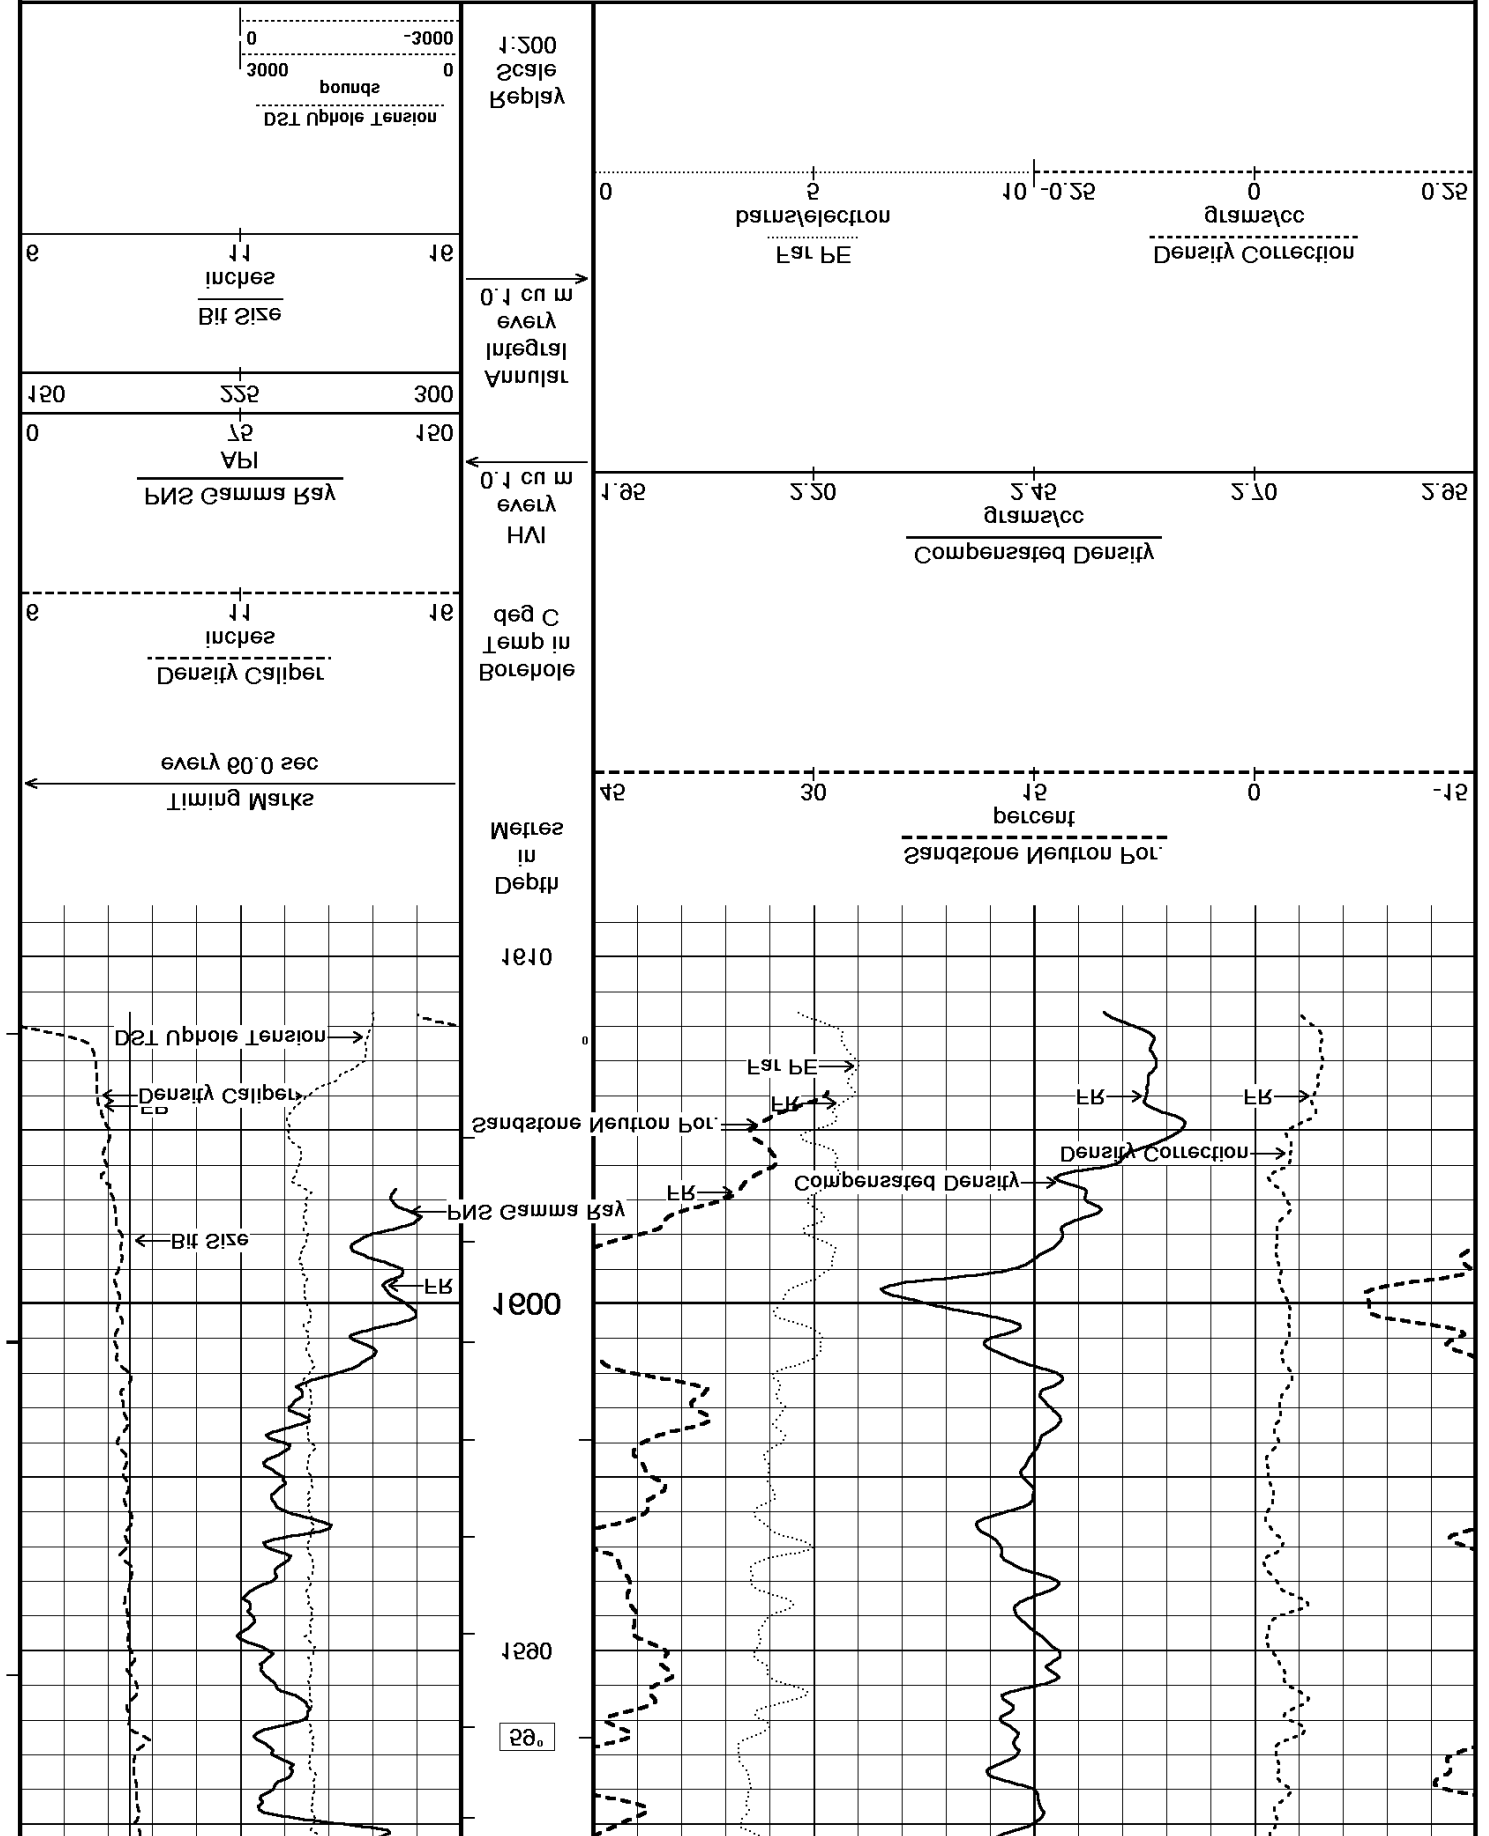 59°
1590
1600
FR
Bit Size
PNS Gamma Ray
FR
Compensated Density
Density Correction
Sandstone Neutron Por.
FR
FR
FR
Density Caliper
Far PE
DST Uphole Tension
0
1610
Depth
in
Metres
Sandstone Neutron Por.
percent
45 30 15 0 -15
Timing Marks
every 60.0 sec
Borehole
Temp in
deg C
Density Caliper
inches
6 11 16
HVI
every
0.1 cu m
Compensated Density
grams/cc
1.95 2.20 2.45 2.70 2.95
PNS Gamma Ray
API
0 75 150
150 225 300
Annular
Integral
every
0.1 cu m
Bit Size
inches
6 11 16
Far PE
barns/electron
0 5 10
Density Correction
grams/cc
-0.25 0 0.25
Replay
Scale
1:200
DST Uphole Tension
pounds
3000 0
0 -3000